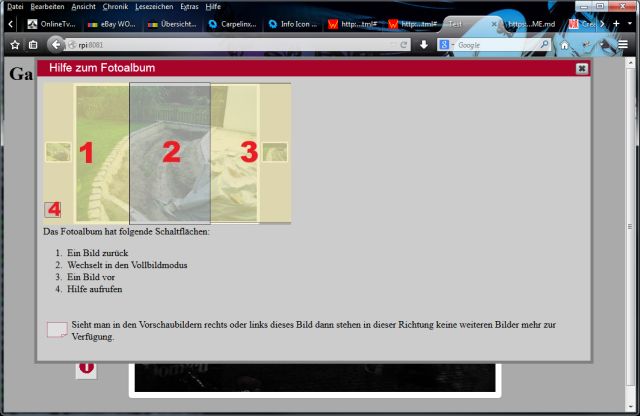 Datei Bearbeiten Ansicht Chronik Lesezeichen Extras Hilfe
OnlineTv... eBay WO... Übersicht... Carpelinx... Info Icon ... http:...tml# http:...tml# Test https...ME.md
rpi:8081
Google
Ga
Hilfe zum Fotoalbum
1 2 3
4
Das Fotoalbum hat folgende Schaltflächen:
1. Ein Bild zurück
2. Wechselt in den Vollbildmodus
3. Ein Bild vor
4. Hilfe aufrufen
Sieht man in den Vorschaubildern rechts oder links dieses Bild dann stehen in dieser Richtung keine weiteren Bilder mehr zur
Verfügung.